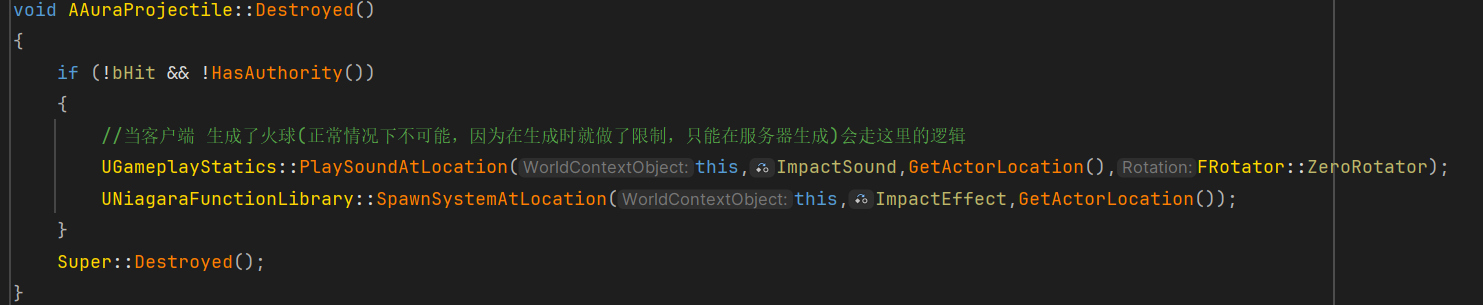 void AAuraProjectile::Destroyed()
{
if (!bHit && !HasAuthority())
{
//当客户端 生成了火球(正常情况下不可能，因为在生成时就做了限制，只能在服务器生成)会走这里的逻辑
UGameplayStatics::PlaySoundAtLocation(WorldContextObject:this,ImpactSound,GetActorLocation(),Rotation:FRotator::ZeroRotator);
UNiagaraFunctionLibrary::SpawnSystemAtLocation(WorldContextObject:this,ImpactEffect,GetActorLocation());
}
Super::Destroyed();
}